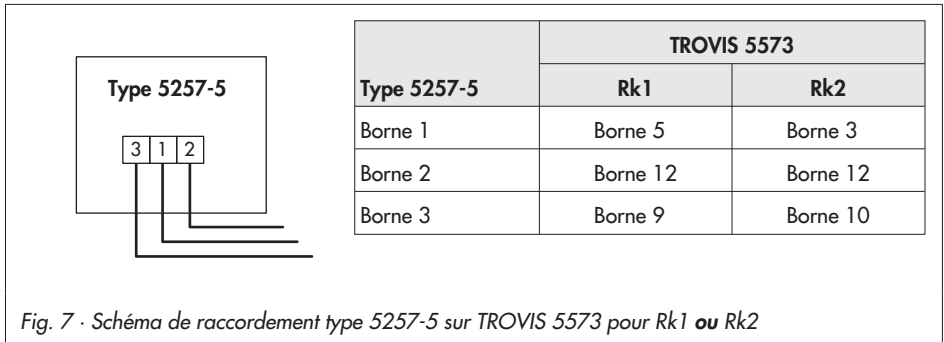 Type 5257-5
3 1 2
TROVIS 5573
Type 5257-5 Rk1 Rk2
Borne 1 Borne 5 Borne 3
Borne 2 Borne 12 Borne 12
Borne 3 Borne 9 Borne 10
Fig. 7 · Schéma de raccordement type 5257-5 sur TROVIS 5573 pour Rk1 ou Rk2